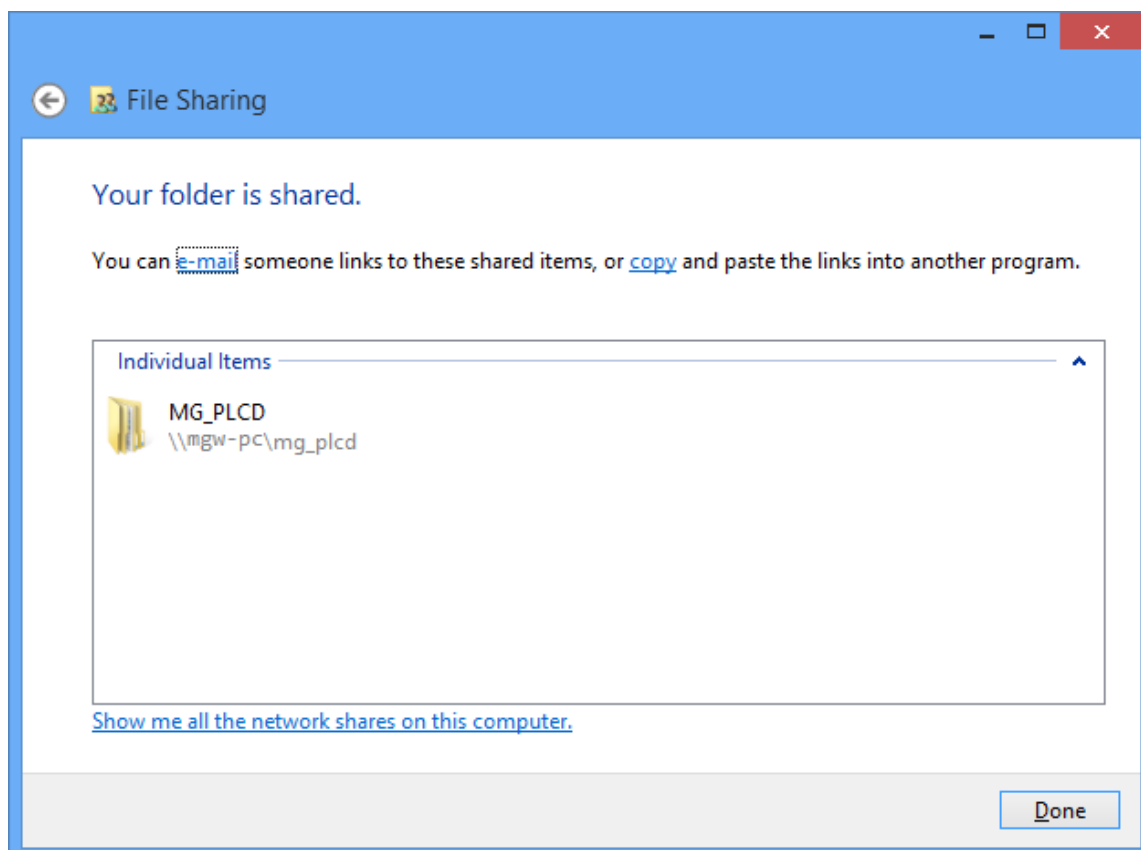 File Sharing
Your folder is shared.
You can e-mail someone links to these shared items, or copy and paste the links into another program.
Individual Items
MG_PLCD
\\mgw-pc\mg_plcd
Show me all the network shares on this computer.
Done